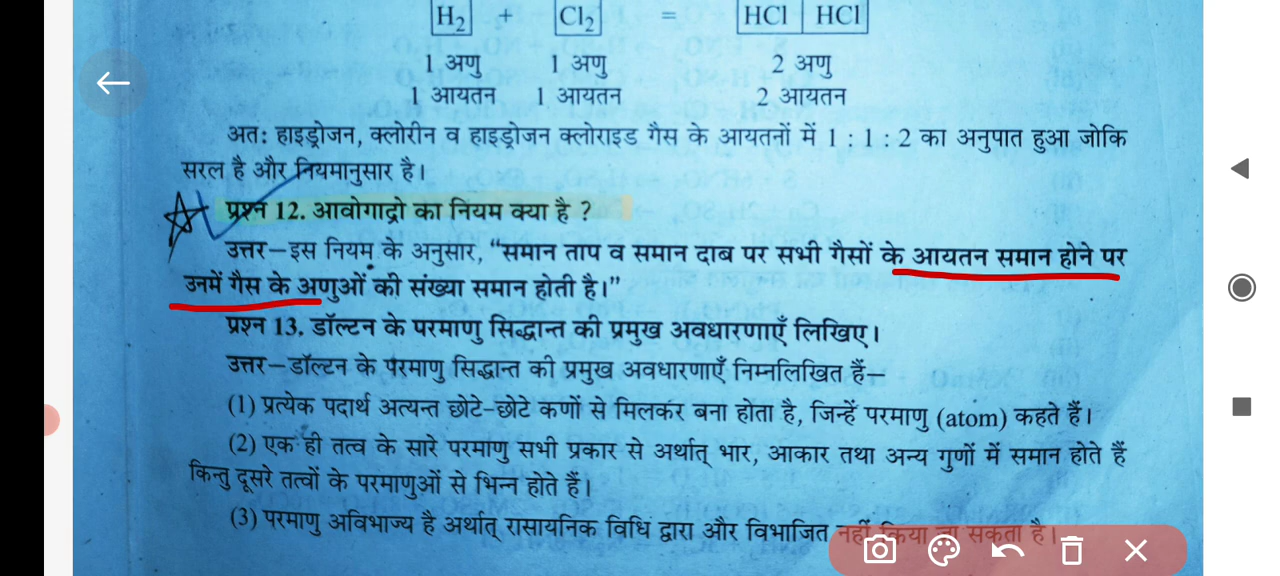 H2 + Cl2 = HCl HCl
1 अणु 1 अणु 2 अणु
1 आयतन 1 आयतन 2 आयतन
अतः हाइड्रोजन, क्लोरीन व हाइड्रोजन क्लोराइड गैस के आयतनों में 1 : 1 : 2 का अनुपात हुआ जोकि
सरल है और नियमानुसार है।
प्रश्न 12. आवोगाद्रो का नियम क्या है ?
उत्तर–इस नियम के अनुसार, “समान ताप व समान दाब पर सभी गैसों के आयतन समान होने पर
उनमें गैस के अणुओं की संख्या समान होती है।”
प्रश्न 13. डॉल्टन के परमाणु सिद्धान्त की प्रमुख अवधारणाएँ लिखिए।
उत्तर–डॉल्टन के परमाणु सिद्धान्त की प्रमुख अवधारणाएँ निम्नलिखित हैं–
(1) प्रत्येक पदार्थ अत्यन्त छोटे-छोटे कणों से मिलकर बना होता है, जिन्हें परमाणु (atom) कहते हैं।
(2) एक ही तत्व के सारे परमाणु सभी प्रकार से अर्थात् भार, आकार तथा अन्य गुणों में समान होते हैं
किन्तु दूसरे तत्वों के परमाणुओं से भिन्न होते हैं।
(3) परमाणु अविभाज्य है अर्थात् रासायनिक विधि द्वारा और विभाजित नहीं किया जा सकता है।